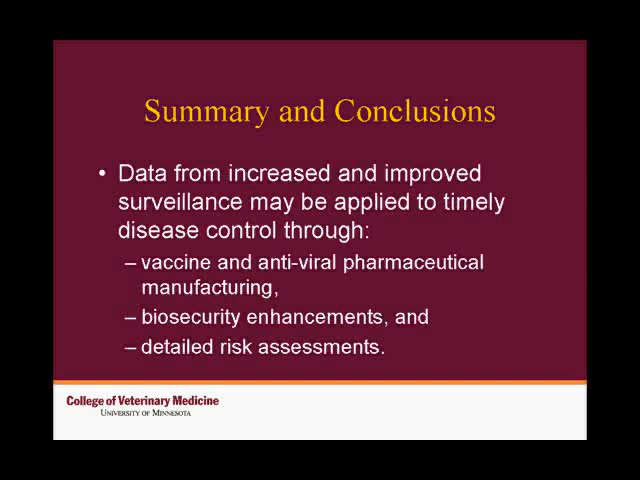 Summary and Conclusions
• Data from increased and improved
surveillance may be applied to timely
disease control through:
– vaccine and anti-viral pharmaceutical
manufacturing,
– biosecurity enhancements, and
– detailed risk assessments.
College of Veterinary Medicine
UNIVERSITY OF MINNESOTA